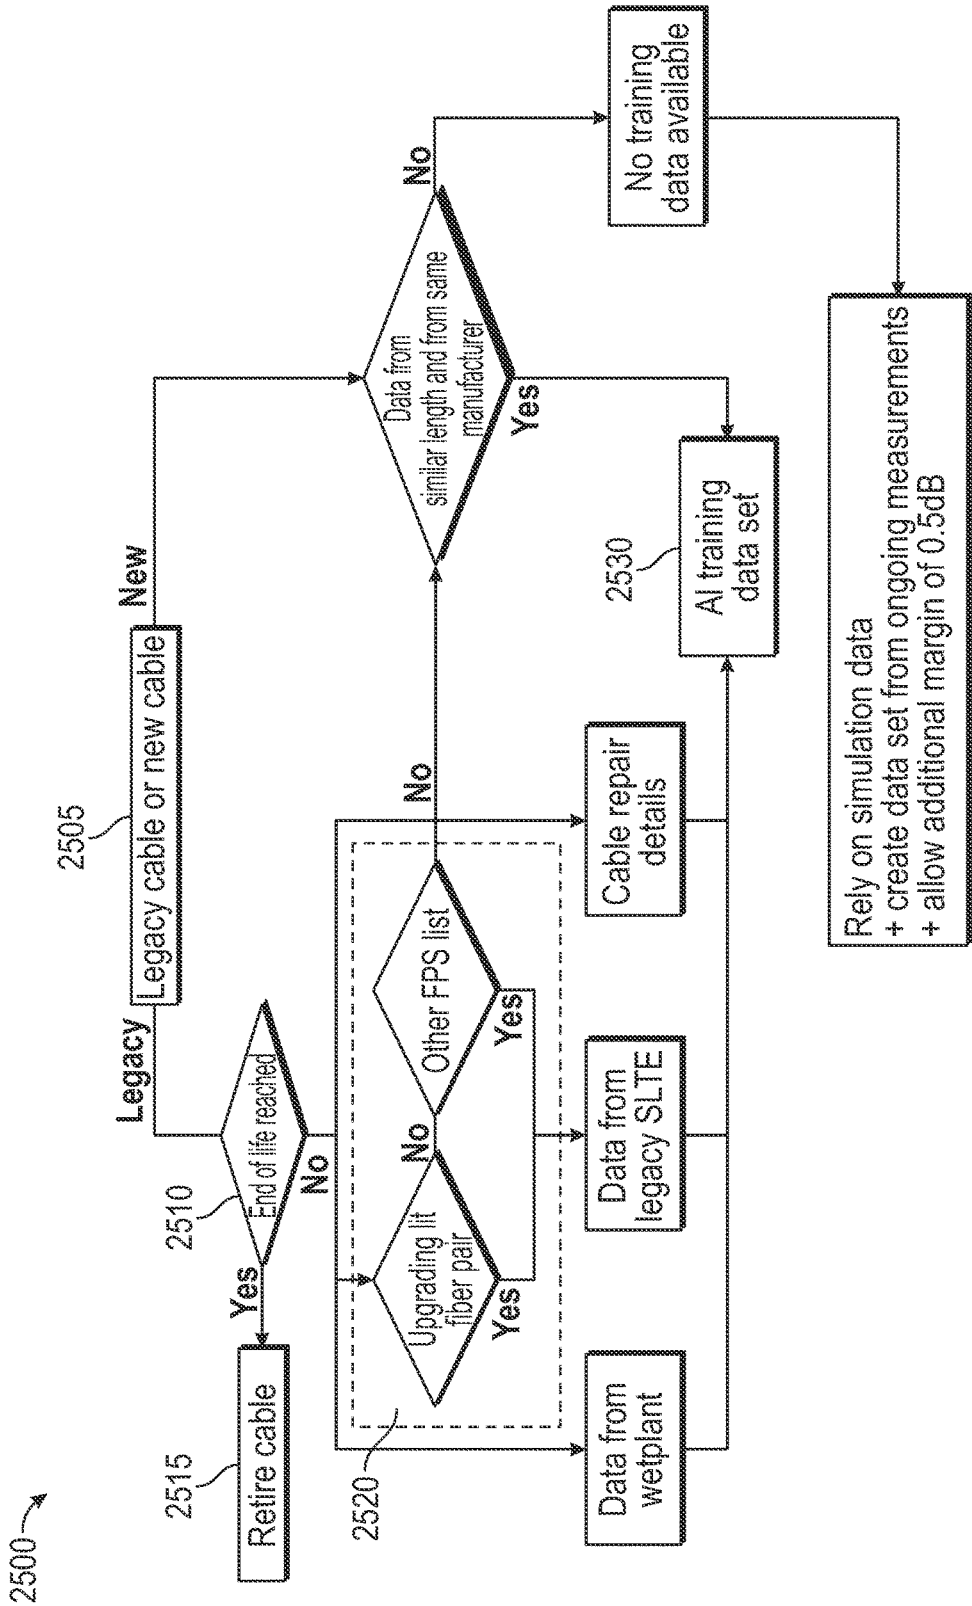 2500
2505
Legacy cable or new cable
Legacy
New
2510
End of life reached
Yes
No
2515
Retire cable
2520
Upgrading lit
fiber pair
No
Yes
Other FPS list
No
Yes
Data from
similar length and from same
manufacturer
No
Yes
Data from
wetplant
Data from
legacy SLTE
Cable repair
details
2530
AI training
data set
No training
data available
Rely on simulation data
+ create data set from ongoing measurements
+ allow additional margin of 0.5dB